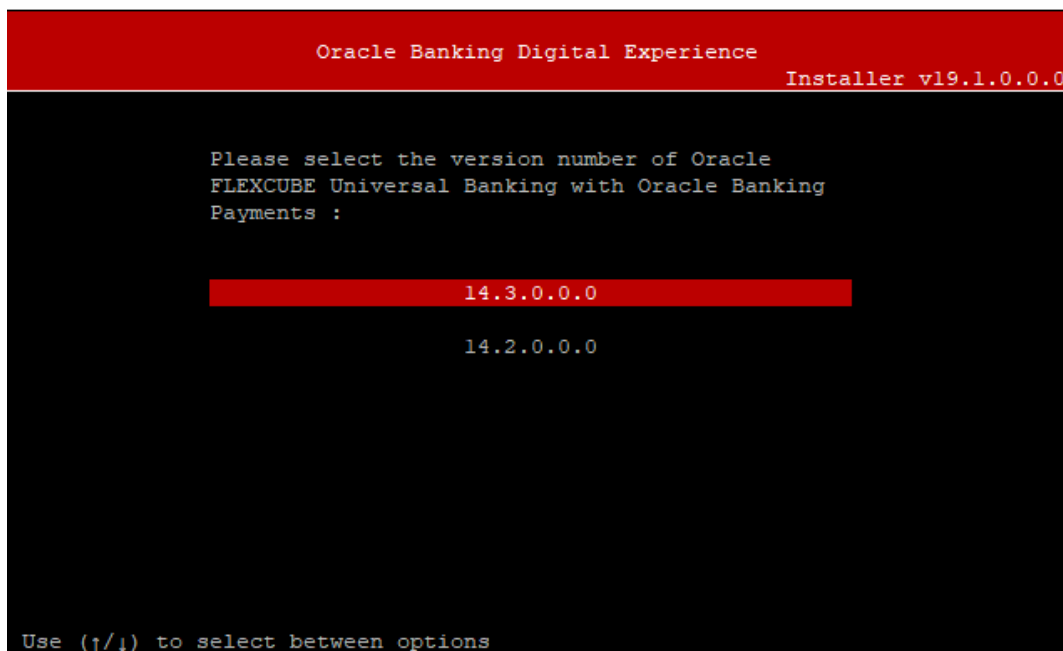 Oracle Banking Digital Experience
Installer v19.1.0.0.0
Please select the version number of Oracle
FLEXCUBE Universal Banking with Oracle Banking
Payments :
14.3.0.0.0
14.2.0.0.0
Use (↑/↓) to select between options